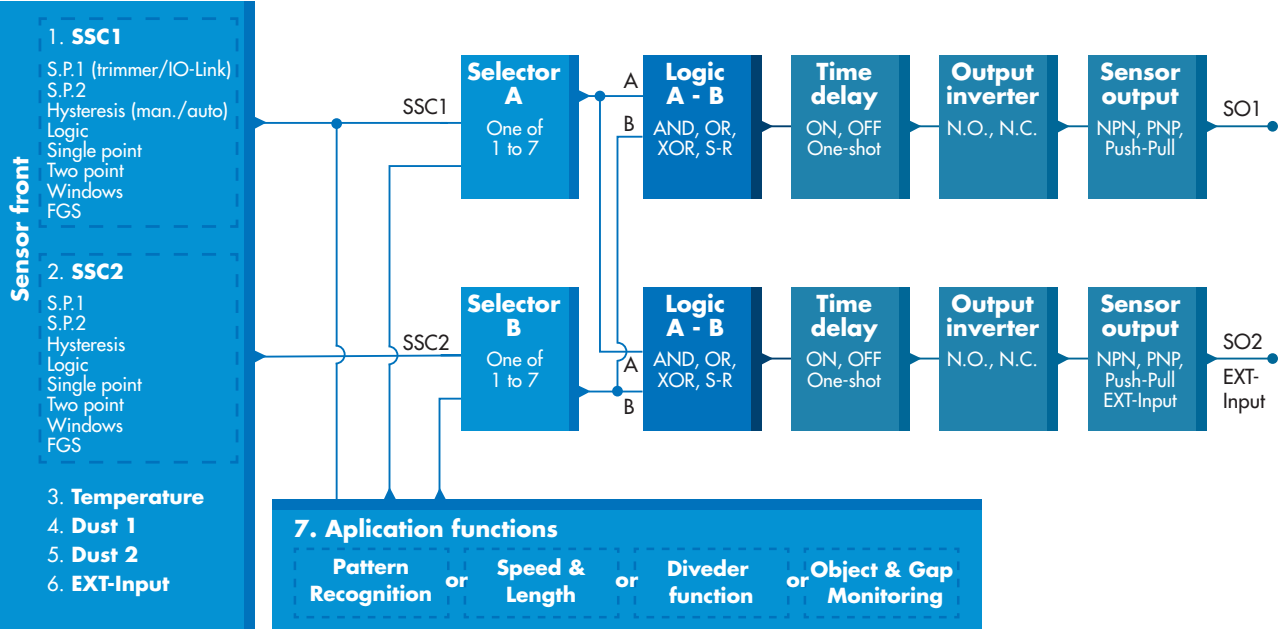 Sensor front
1. SSC1
S.P.1 (trimmer/IO-Link)
S.P.2
Hysteresis (man./auto)
Logic
Single point
Two point
Windows
FGS
2. SSC2
S.P.1
S.P.2
Hysteresis
Logic
Single point
Two point
Windows
FGS
3. Temperature
4. Dust 1
5. Dust 2
6. EXT-Input
SSC1
Selector
A
One of
1 to 7
A
B
Logic
A - B
AND, OR,
XOR, S-R
Time
delay
ON, OFF
One-shot
Output
inverter
N.O., N.C.
Sensor
output
NPN, PNP,
Push-Pull
SO1
SSC2
Selector
B
One of
1 to 7
A
B
Logic
A - B
AND, OR,
XOR, S-R
Time
delay
ON, OFF
One-shot
Output
inverter
N.O., N.C.
Sensor
output
NPN, PNP,
Push-Pull
EXT-Input
SO2
EXT-
Input
7. Aplication functions
Pattern
Recognition
or
Speed &
Length
or
Diveder
function
or
Object & Gap
Monitoring